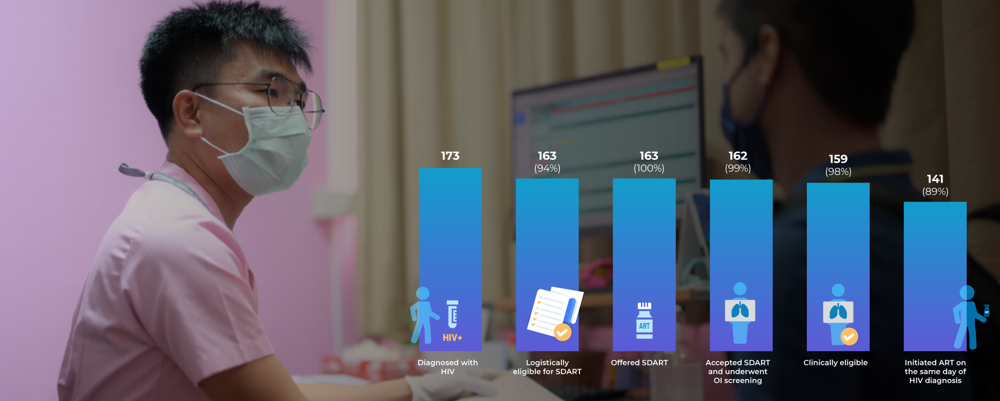 173
163
(94%)
163
(100%)
162
(99%)
159
(98%)
141
(89%)
HIV+
ART
ART
Diagnosed with
HIV
Logistically
eligible for SDART
Offered SDART
Accepted SDART
and underwent
OI screening
Clinically eligible
Initiated ART on
the same day of
HIV diagnosis